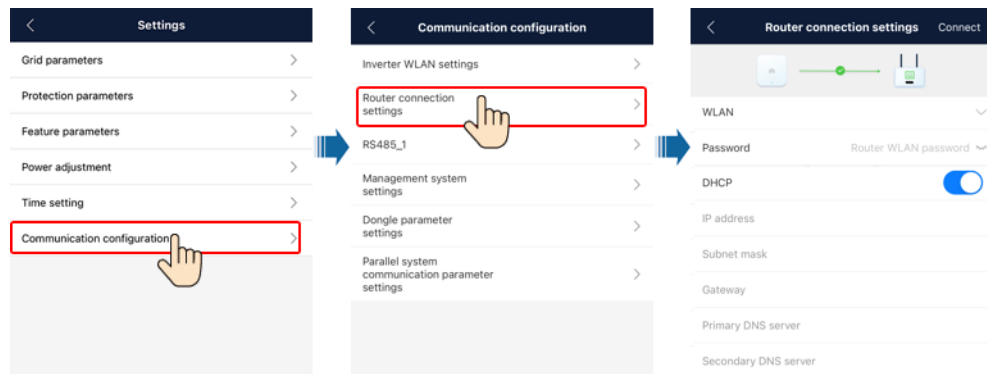 Settings
Grid parameters
Protection parameters
Feature parameters
Power adjustment
Time setting
Communication configuration
Communication configuration
Inverter WLAN settings
Router connection
settings
RS485_1
Management system
settings
Dongle parameter
settings
Parallel system
communication parameter
settings
Router connection settings Connect
WLAN
Password Router WLAN password
DHCP
IP address
Subnet mask
Gateway
Primary DNS server
Secondary DNS server